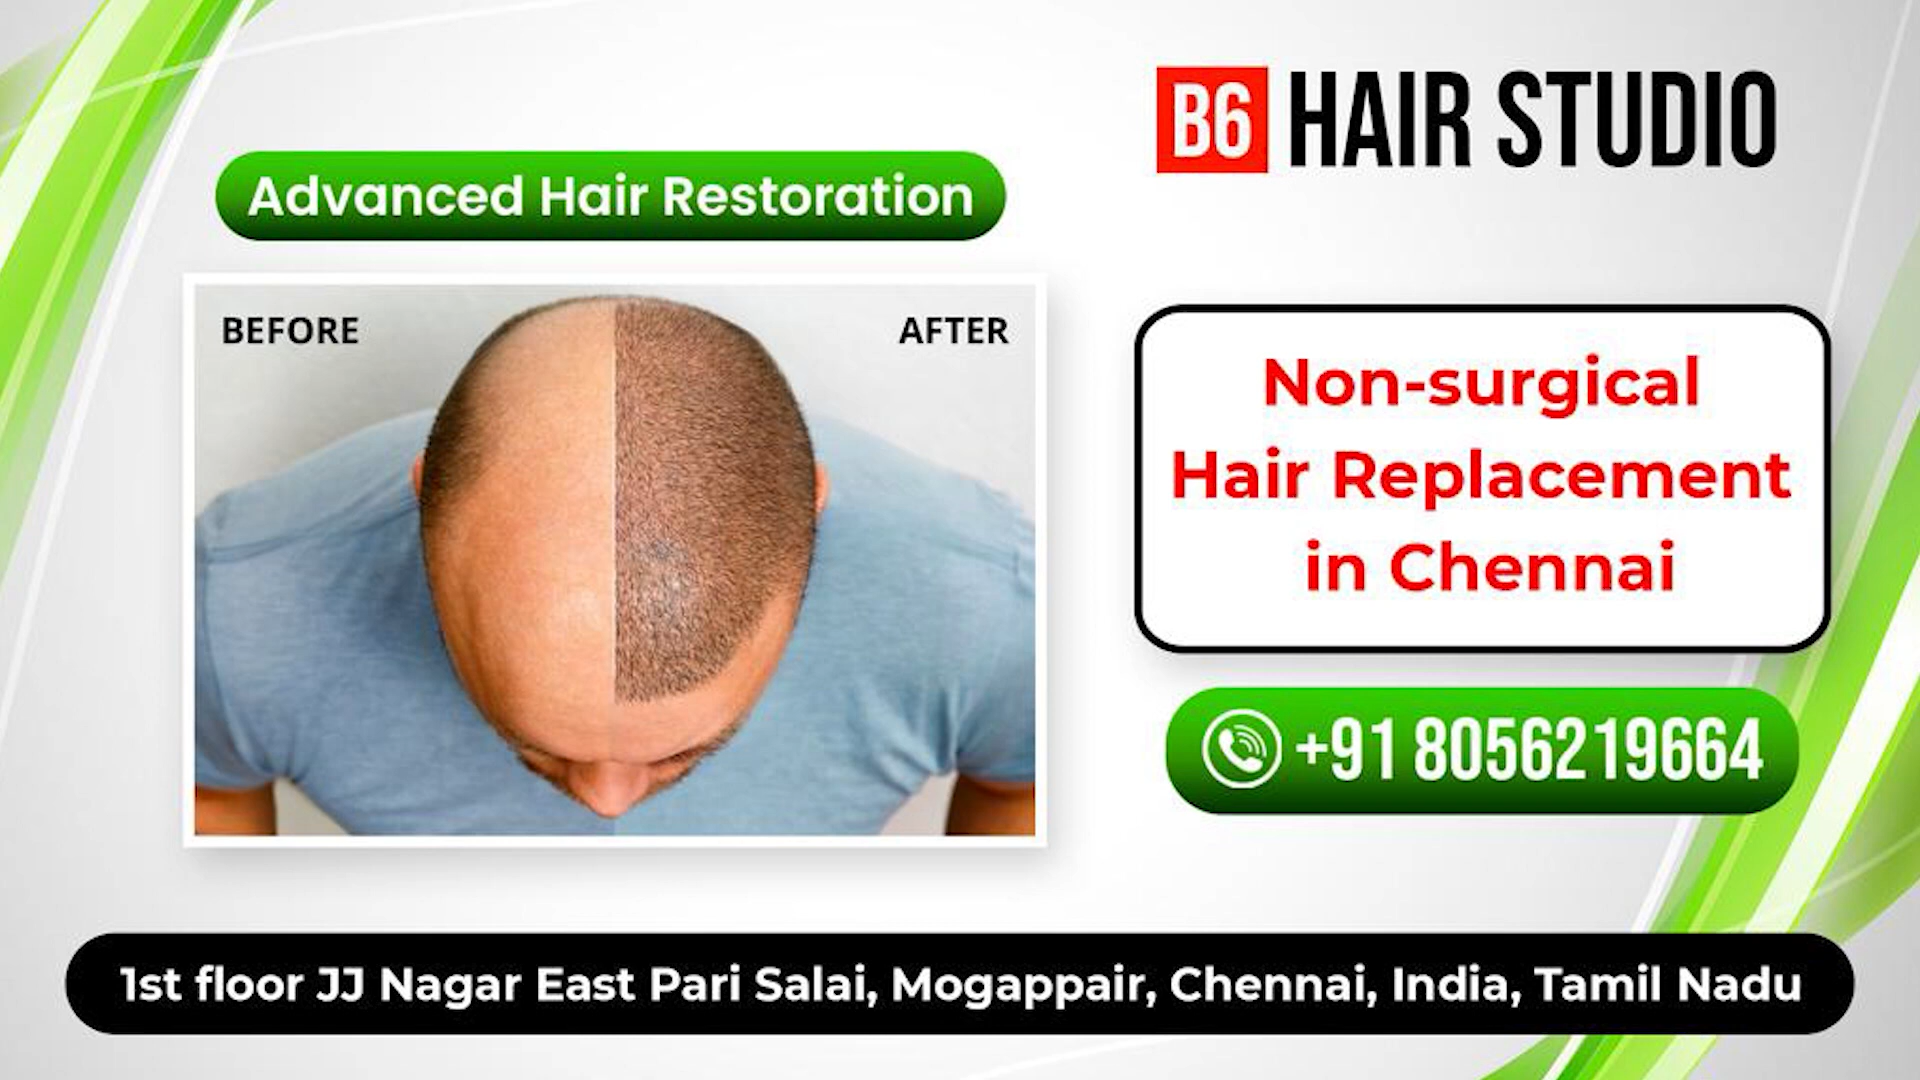 B6 HAIR STUDIO
Advanced Hair Restoration
BEFORE
AFTER
Non-surgical
Hair Replacement
in Chennai
+91 8056219664
1st floor JJ Nagar East Pari Salai, Mogappair, Chennai, India, Tamil Nadu